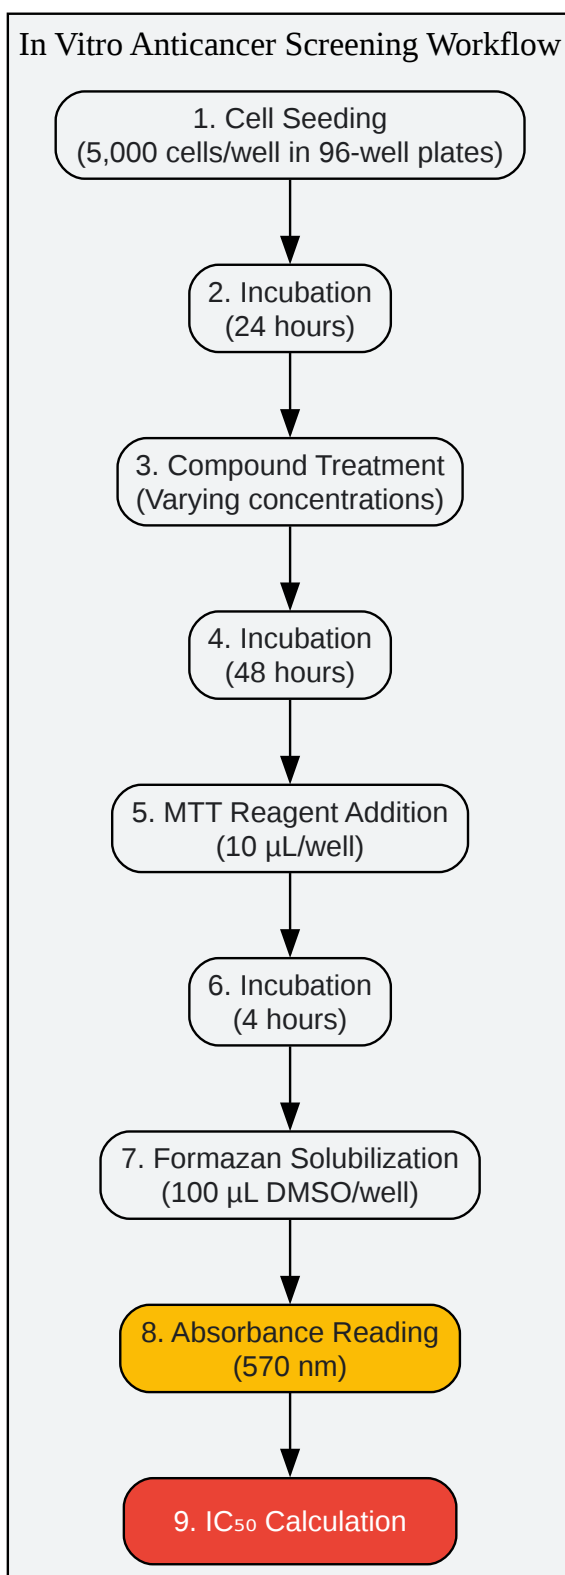 In Vitro Anticancer Screening Workflow
1. Cell Seeding
(5,000 cells/well in 96-well plates)
2. Incubation
(24 hours)
3. Compound Treatment
(Varying concentrations)
4. Incubation
(48 hours)
5. MTT Reagent Addition
(10 µL/well)
6. Incubation
(4 hours)
7. Formazan Solubilization
(100 µL DMSO/well)
8. Absorbance Reading
(570 nm)
9. IC₅₀ Calculation